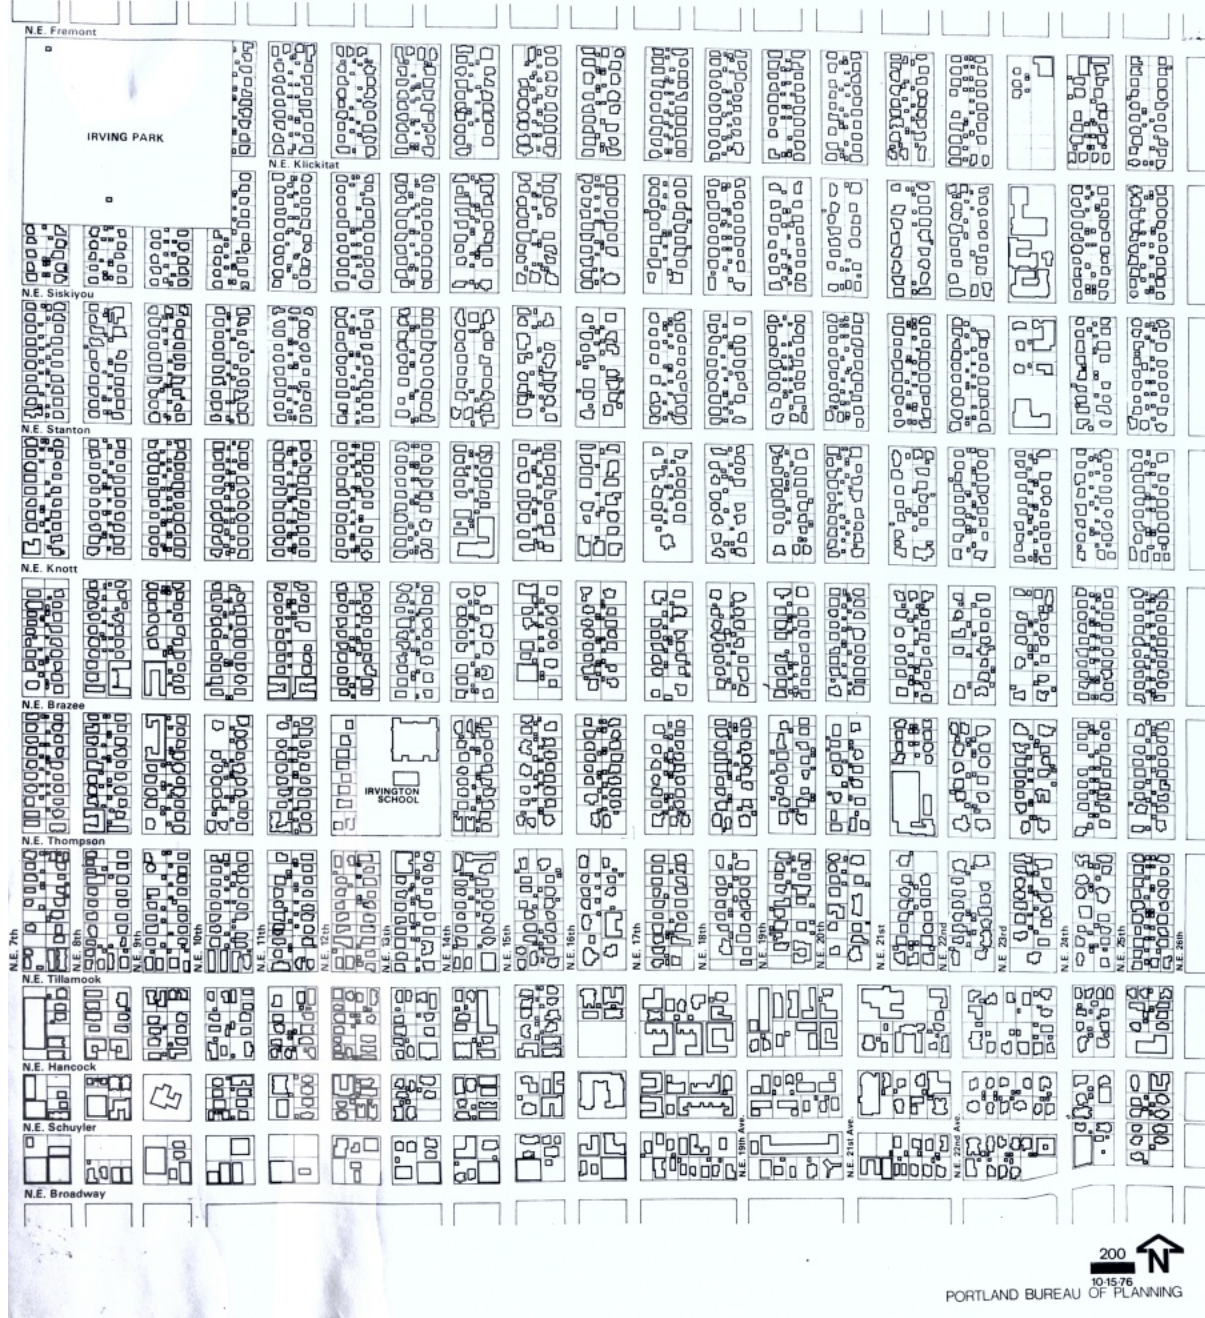 N.E. Fremont
IRVING PARK
N.E. Klickitat
N.E. Siskiyou
N.E. Stanton
N.E. Knott
N.E. Brazee
IRVINGTON
SCHOOL
N.E. Thompson
N.E. 7th
N.E. 8th
N.E. 9th
N.E. 10th
N.E. 11th
N.E. 12th
N.E. 13th
N.E. 14th
N.E. 15th
N.E. 16th
N.E. 17th
N.E. 18th
N.E. 19th
N.E. 20th
N.E. 21st
N.E. 22nd
N.E. 23rd
N.E. 24th
N.E. 25th
N.E. 26th
N.E. Tillamook
N.E. Hancock
N.E. Schuyler
N.E. 19th Ave.
N.E. 21st Ave.
N.E. 22nd Ave.
N.E. Broadway
200
N
10-15-76
PORTLAND BUREAU OF PLANNING